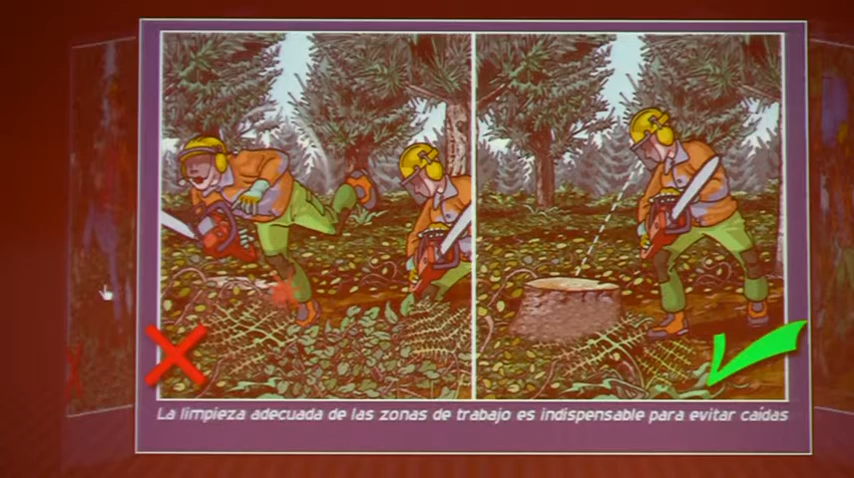 La limpieza adecuada de las zonas de trabajo es indispensable para evitar caídas